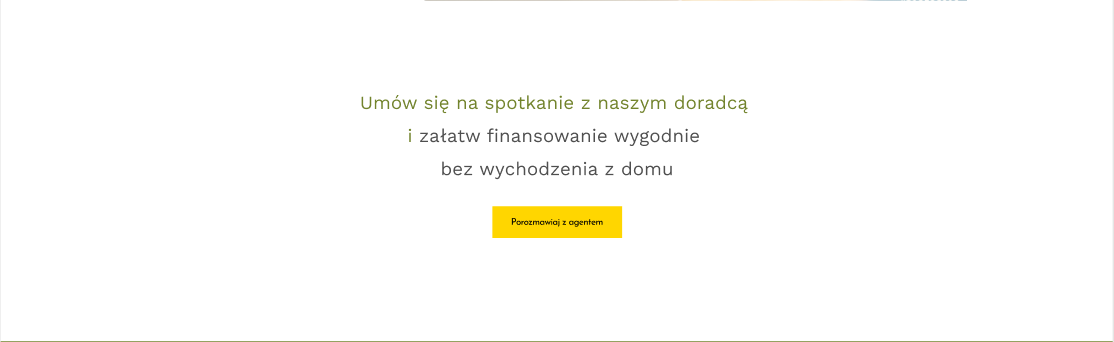 Umów się na spotkanie z naszym doradcą
i załatw finansowanie wygodnie
bez wychodzenia z domu
Porozmawiaj z agentem